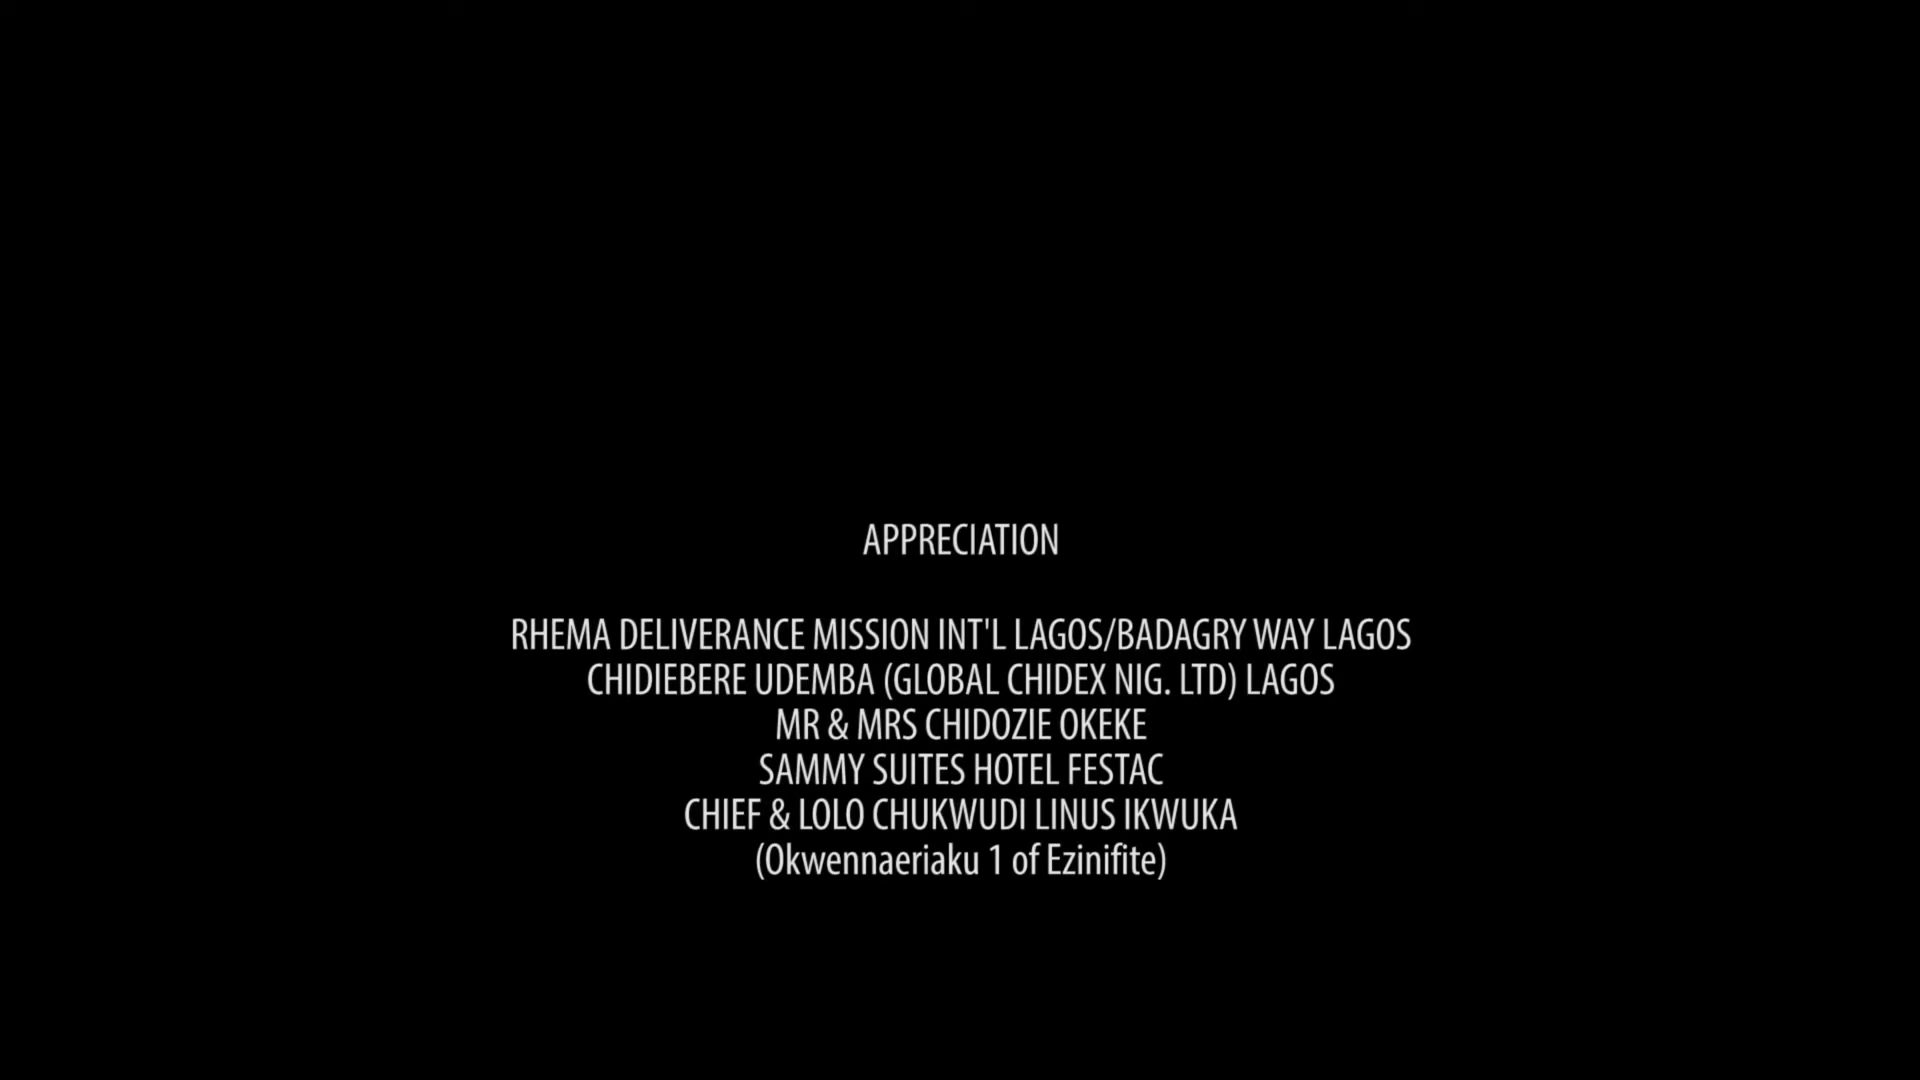 APPRECIATION
RHEMA DELIVERANCE MISSION INT'L LAGOS/BADAGRY WAY LAGOS
CHIDIEBERE UDEMBA (GLOBAL CHIDEX NIG. LTD) LAGOS
MR & MRS CHIDOZIE OKEKE
SAMMY SUITES HOTEL FESTAC
CHIEF & LOLO CHUKWUDI LINUS IKWUKA
(Okwennaeriaku 1 of Ezinifite)